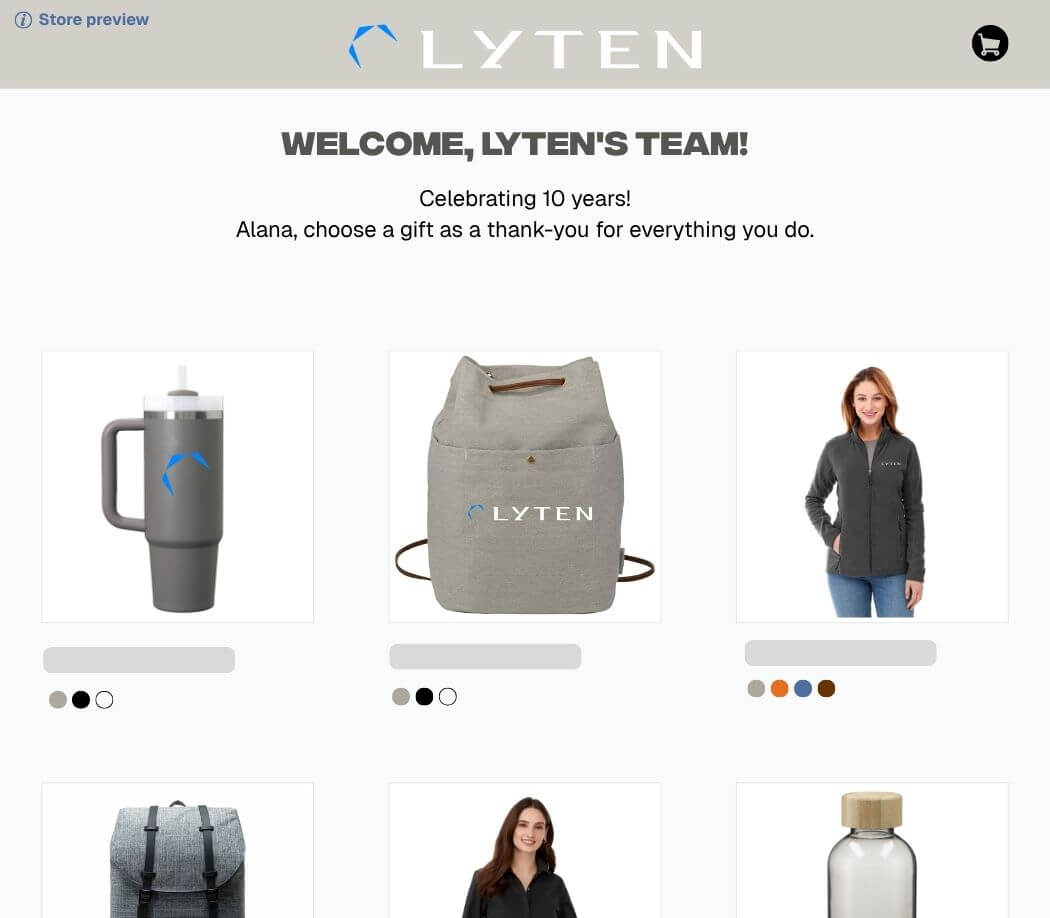 Store preview
LYTEN
WELCOME, LYTEN'S TEAM!
Celebrating 10 years!
Alana, choose a gift as a thank-you for everything you do.
LYTEN
LYTEN